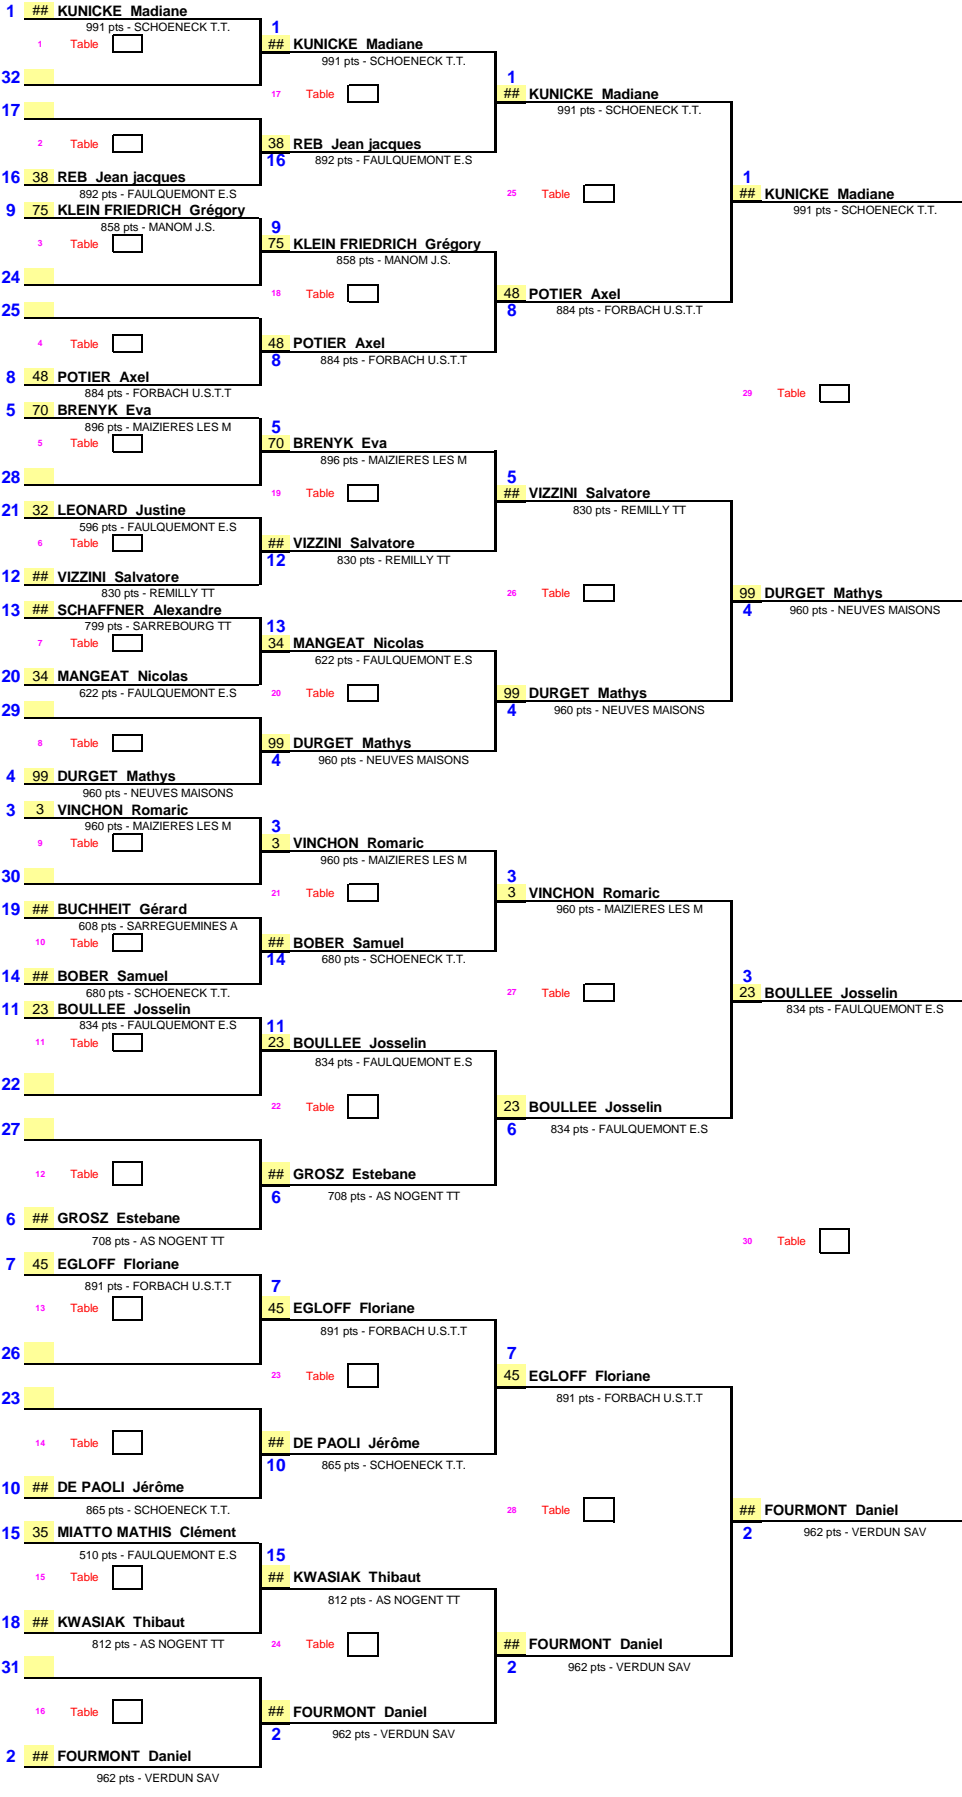 1 ## KUNICKE Madiane
991 pts - SCHOENECK T.T.
1 Table
32
17
2 Table
16 38 REB Jean jacques
892 pts - FAULQUEMONT E.S
9 75 KLEIN FRIEDRICH Grégory
858 pts - MANOM J.S.
3 Table
24
25
4 Table
8 48 POTIER Axel
884 pts - FORBACH U.S.T.T
5 70 BRENYK Eva
896 pts - MAIZIERES LES M
5 Table
28
21 32 LEONARD Justine
596 pts - FAULQUEMONT E.S
6 Table
12 ## VIZZINI Salvatore
830 pts - REMILLY TT
13 ## SCHAFFNER Alexandre
799 pts - SARREBOURG TT
7 Table
20 34 MANGEAT Nicolas
622 pts - FAULQUEMONT E.S
29
8 Table
4 99 DURGET Mathys
960 pts - NEUVES MAISONS
3 3 VINCHON Romaric
960 pts - MAIZIERES LES M
9 Table
30
19 ## BUCHHEIT Gérard
608 pts - SARREGUEMINES A
10 Table
14 ## BOBER Samuel
680 pts - SCHOENECK T.T.
11 23 BOULLEE Josselin
834 pts - FAULQUEMONT E.S
11 Table
22
27
12 Table
6 ## GROSZ Estebane
708 pts - AS NOGENT TT
7 45 EGLOFF Floriane
891 pts - FORBACH U.S.T.T
13 Table
26
23
14 Table
10 ## DE PAOLI Jérôme
865 pts - SCHOENECK T.T.
15 35 MIATTO MATHIS Clément
510 pts - FAULQUEMONT E.S
15 Table
18 ## KWASIAK Thibaut
812 pts - AS NOGENT TT
31
16 Table
2 ## FOURMONT Daniel
962 pts - VERDUN SAV
1
## KUNICKE Madiane
991 pts - SCHOENECK T.T.
17 Table
38 REB Jean jacques
16 892 pts - FAULQUEMONT E.S
9
75 KLEIN FRIEDRICH Grégory
858 pts - MANOM J.S.
18 Table
48 POTIER Axel
8 884 pts - FORBACH U.S.T.T
5
70 BRENYK Eva
896 pts - MAIZIERES LES M
19 Table
## VIZZINI Salvatore
12 830 pts - REMILLY TT
13
34 MANGEAT Nicolas
622 pts - FAULQUEMONT E.S
20 Table
99 DURGET Mathys
4 960 pts - NEUVES MAISONS
3
3 VINCHON Romaric
960 pts - MAIZIERES LES M
21 Table
## BOBER Samuel
14 680 pts - SCHOENECK T.T.
11
23 BOULLEE Josselin
834 pts - FAULQUEMONT E.S
22 Table
## GROSZ Estebane
6 708 pts - AS NOGENT TT
7
45 EGLOFF Floriane
891 pts - FORBACH U.S.T.T
23 Table
## DE PAOLI Jérôme
10 865 pts - SCHOENECK T.T.
15
## KWASIAK Thibaut
812 pts - AS NOGENT TT
24 Table
## FOURMONT Daniel
2 962 pts - VERDUN SAV
1
## KUNICKE Madiane
991 pts - SCHOENECK T.T.
25 Table
48 POTIER Axel
8 884 pts - FORBACH U.S.T.T
5
## VIZZINI Salvatore
830 pts - REMILLY TT
26 Table
99 DURGET Mathys
4 960 pts - NEUVES MAISONS
3
3 VINCHON Romaric
960 pts - MAIZIERES LES M
27 Table
23 BOULLEE Josselin
6 834 pts - FAULQUEMONT E.S
7
45 EGLOFF Floriane
891 pts - FORBACH U.S.T.T
28 Table
## FOURMONT Daniel
2 962 pts - VERDUN SAV
1
## KUNICKE Madiane
991 pts - SCHOENECK T.T.
29 Table
99 DURGET Mathys
4 960 pts - NEUVES MAISONS
3
23 BOULLEE Josselin
834 pts - FAULQUEMONT E.S
30 Table
## FOURMONT Daniel
2 962 pts - VERDUN SAV